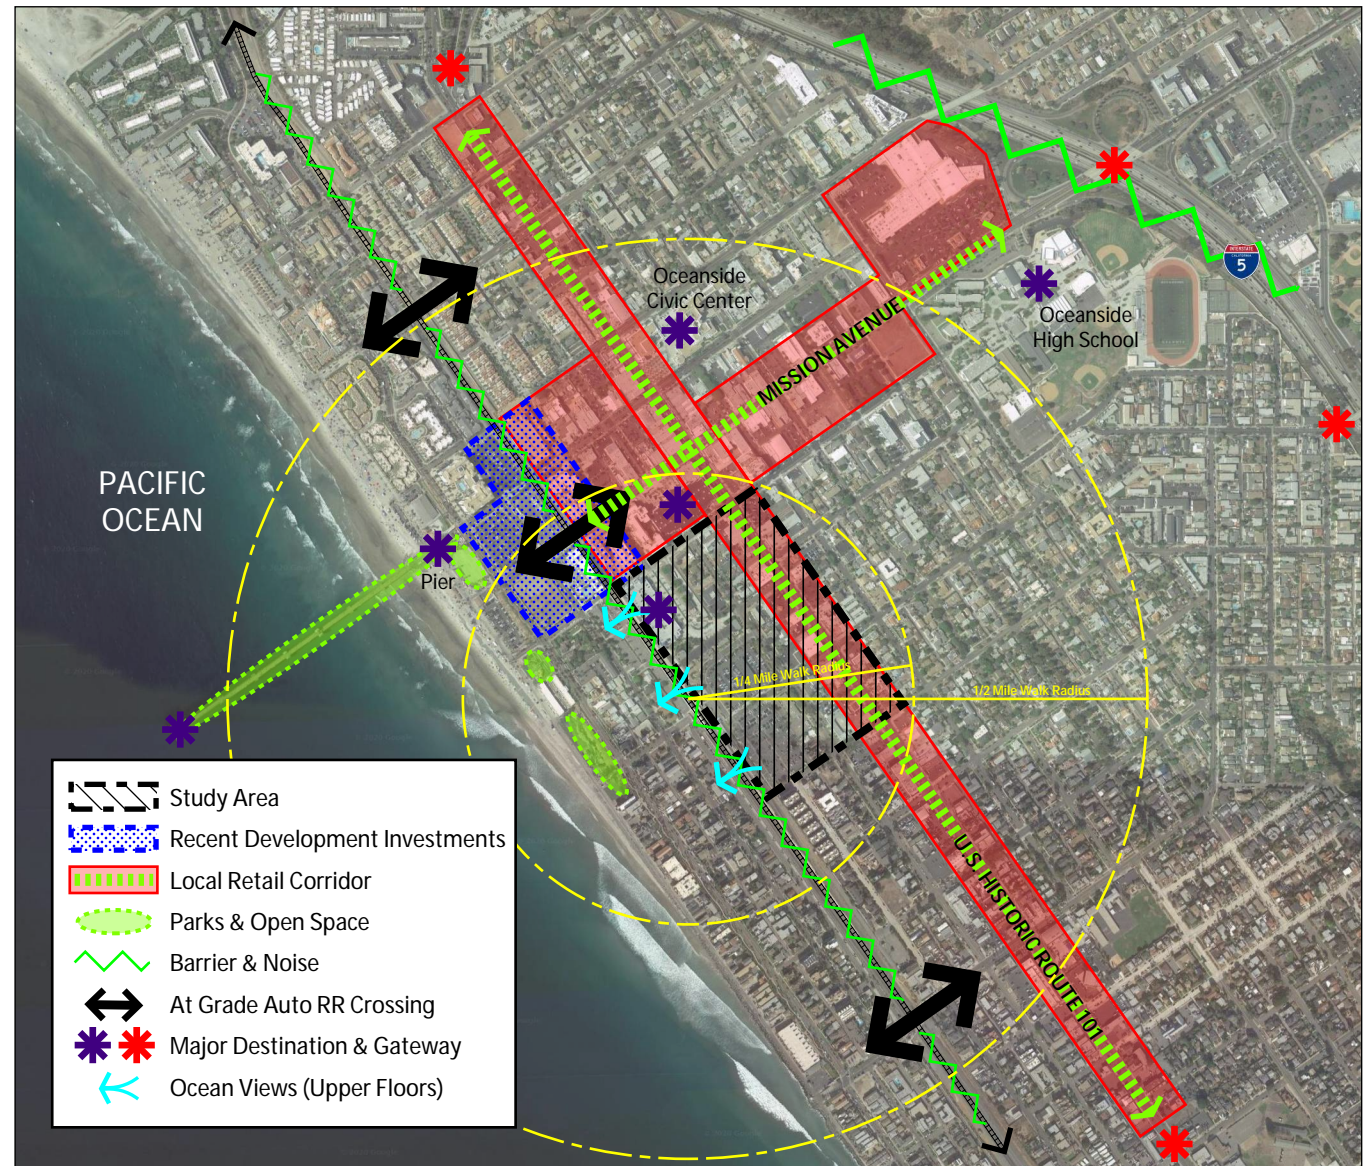 Oceanside
Civic Center
INTERSTATE
CALIFORNIA
5
Oceanside
High School
MISSION AVENUE
PACIFIC
OCEAN
Pier
1/4 Mile Walk Radius
1/2 Mile Walk Radius
U.S. HISTORIC ROUTE 101
Study Area
Recent Development Investments
Local Retail Corridor
Parks & Open Space
Barrier & Noise
At Grade Auto RR Crossing
Major Destination & Gateway
Ocean Views (Upper Floors)